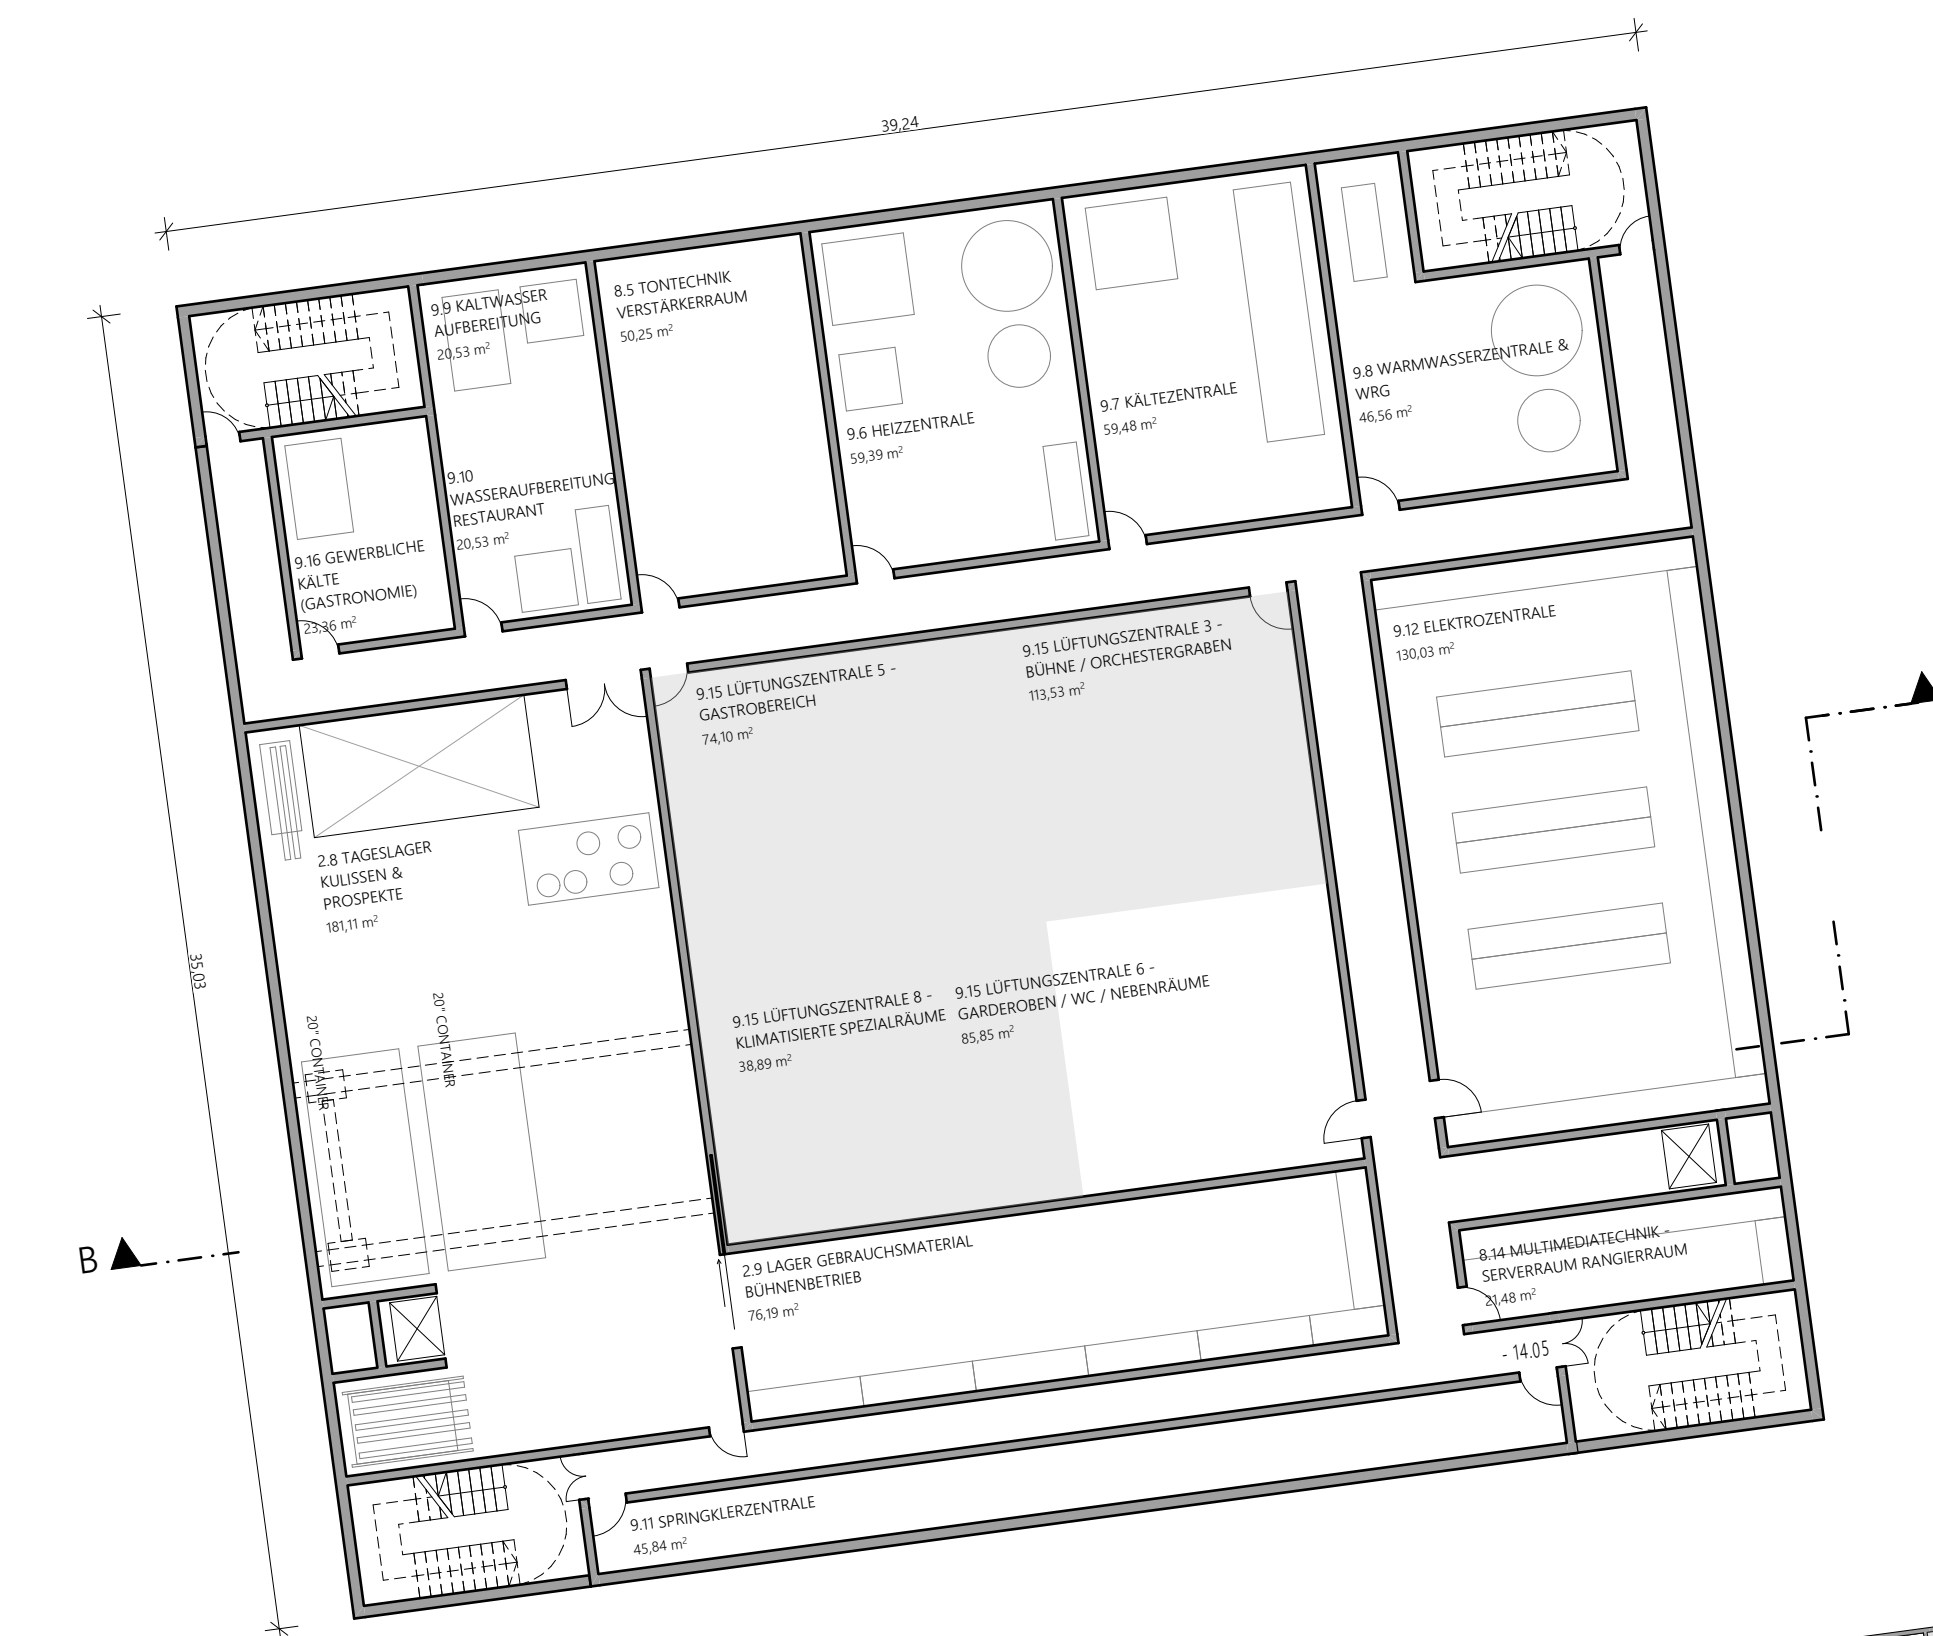 39,24
9.9 KALTWASSER
AUFBEREITUNG
20,53 m²
8.5 TONTECHNIK
VERSTÄRKERRAUM
50,25 m²
9.6 HEIZZENTRALE
59,39 m²
9.7 KÄLTEZENTRALE
59,48 m²
9.8 WARMWASSERZENTRALE &
WRG
46,56 m²
9.10
WASSERAUFBEREITUNG
RESTAURANT
20,53 m²
9.16 GEWERBLICHE
KÄLTE
(GASTRONOMIE)
23,36 m²
9.15 LÜFTUNGSZENTRALE 5 -
GASTROBEREICH
74,10 m²
9.15 LÜFTUNGSZENTRALE 3 -
BÜHNE / ORCHESTERGRABEN
113,53 m²
9.12 ELEKTROZENTRALE
130,03 m²
2.8 TAGESLAGER
KULISSEN &
PROSPEKTE
181,11 m²
35,03
20" CONTAINER
20" CONTAINER
9.15 LÜFTUNGSZENTRALE 8 -
KLIMATISIERTE SPEZIALRÄUME
38,89 m²
9.15 LÜFTUNGSZENTRALE 6 -
GARDEROBEN / WC / NEBENRÄUME
85,85 m²
B
2.9 LAGER GEBRAUCHSMATERIAL
BÜHNENBETRIEB
76,19 m²
8.14 MULTIMEDIATECHNIK -
SERVERRAUM RANGIERRAUM
21,48 m²
- 14.05
9.11 SPRINGKLERZENTRALE
45,84 m²